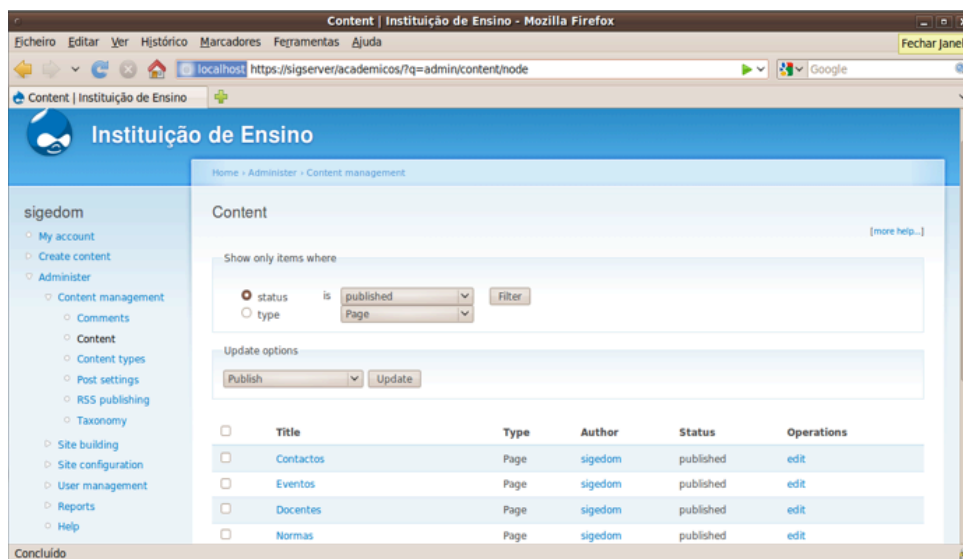 Content | Instituição de Ensino - Mozilla Firefox
Ficheiro Editar Ver Histórico Marcadores Ferramentas Ajuda
Fechar Janel
localhost https://sigserver/academicos/?q=admin/content/node
Google
Content | Instituição de Ensino
Instituição de Ensino
Home › Administer › Content management
sigedom
My account
Create content
Administer
Content management
Comments
Content
Content types
Post settings
RSS publishing
Taxonomy
Site building
Site configuration
User management
Reports
Help
Content
[more help...]
Show only items where
status is published Filter
type Page
Update options
Publish Update
Title Type Author Status Operations
Contactos Page sigedom published edit
Eventos Page sigedom published edit
Docentes Page sigedom published edit
Normas Page sigedom published edit
Concluído